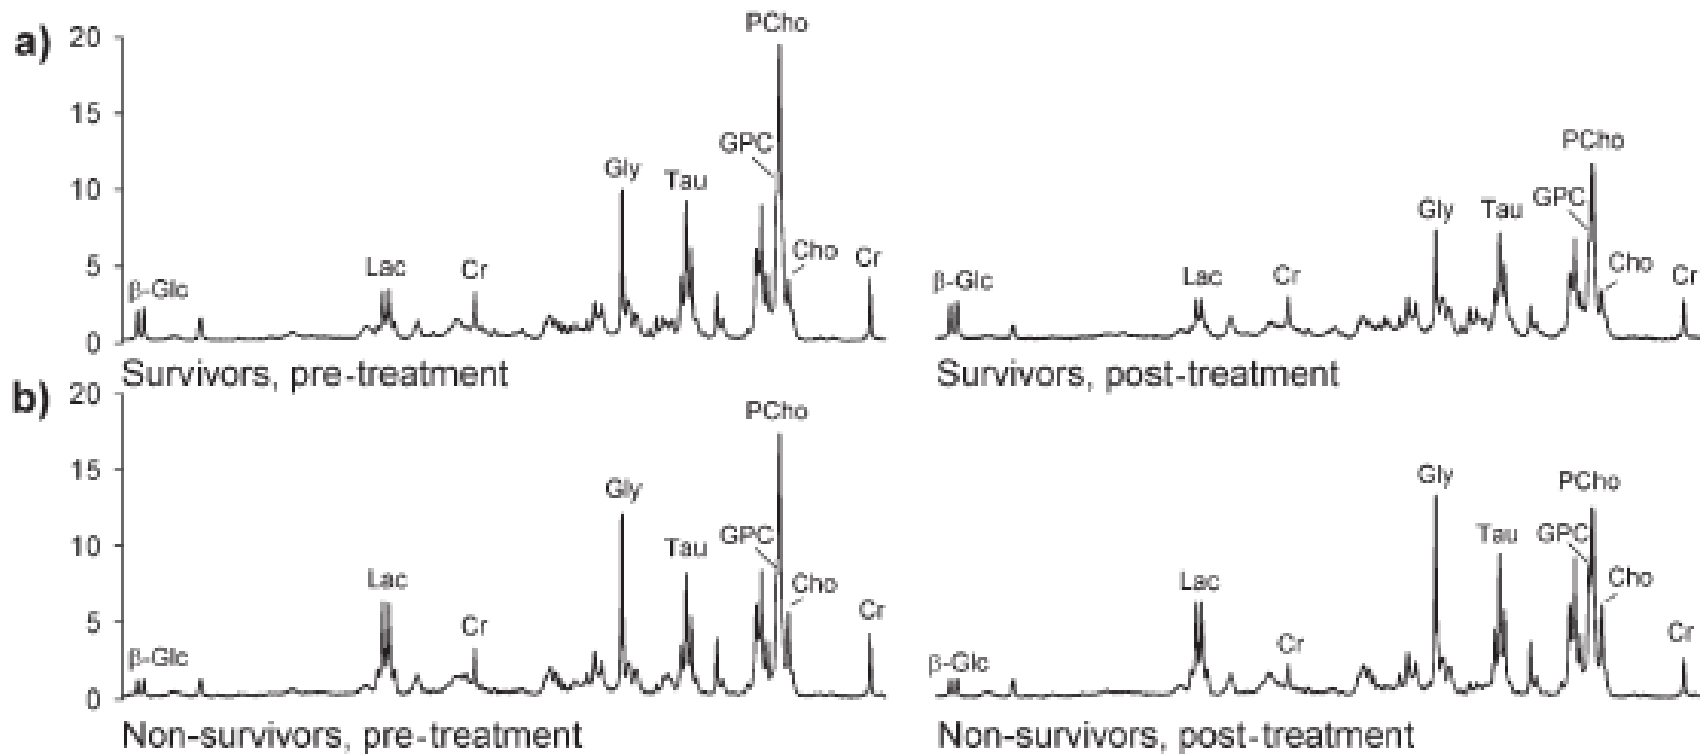 a)
20
15
10
5
0
β-Glc
Lac
Cr
Gly
Tau
GPC
PCho
Cho
Cr
Survivors, pre-treatment
β-Glc
Lac
Cr
Gly
Tau
GPC
PCho
Cho
Cr
Survivors, post-treatment
b)
20
15
10
5
0
β-Glc
Lac
Cr
Gly
Tau
GPC
PCho
Cho
Cr
Non-survivors, pre-treatment
β-Glc
Lac
Cr
Gly
Tau
GPC
PCho
Cho
Cr
Non-survivors, post-treatment